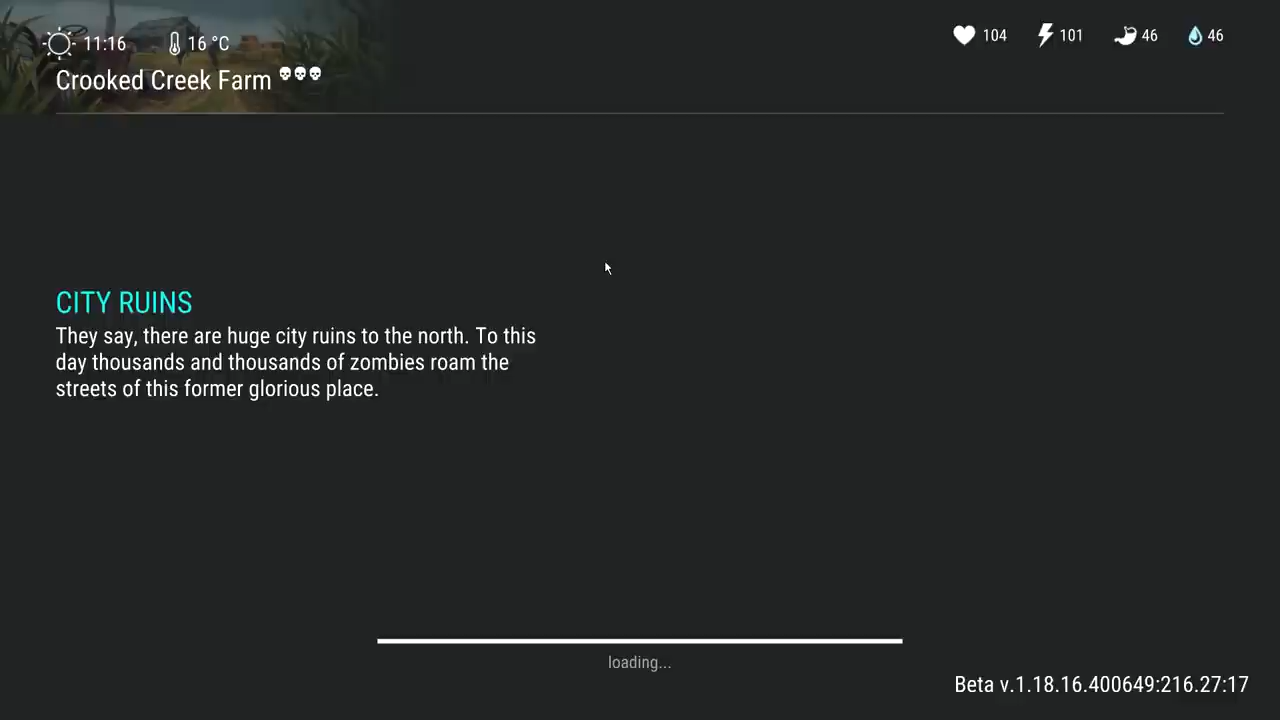 11:16 16 °C
104 101 46 46
Crooked Creek Farm
CITY RUINS
They say, there are huge city ruins to the north. To this
day thousands and thousands of zombies roam the
streets of this former glorious place.
loading...
Beta v.1.18.16.400649:216.27:17